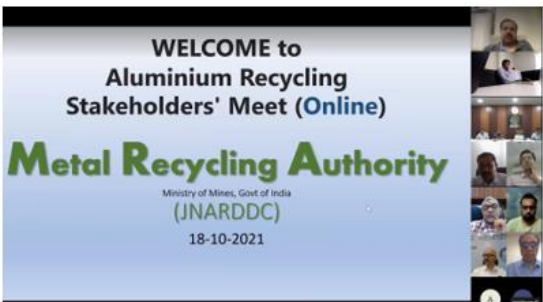 WELCOME to
Aluminium Recycling
Stakeholders' Meet (Online)
Metal Recycling Authority
Ministry of Mines, Govt of India
(JNARDDC)
18-10-2021
A